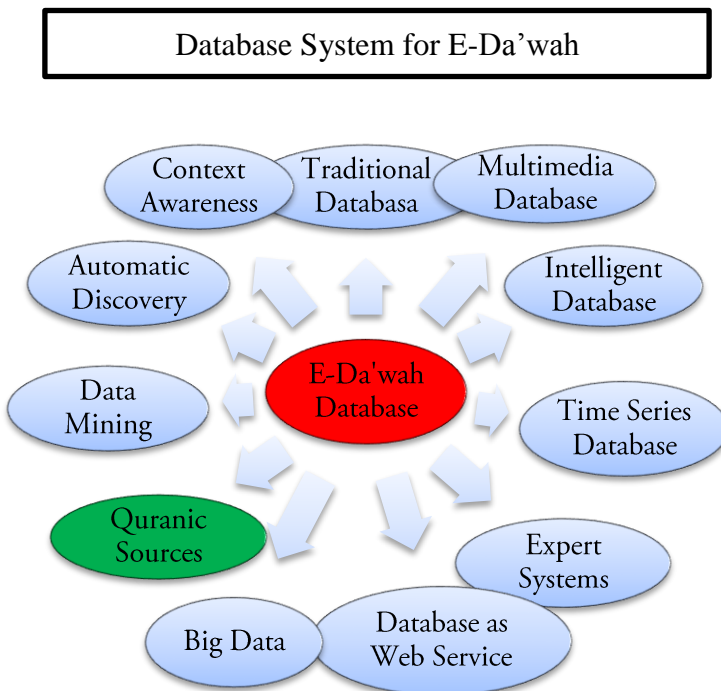 Database System for E-Da’wah
Context
Awareness
Traditional
Databasa
Multimedia
Database
Automatic
Discovery
Intelligent
Database
E-Da'wah
Database
Data
Mining
Time Series
Database
Quranic
Sources
Expert
Systems
Big Data
Database as
Web Service